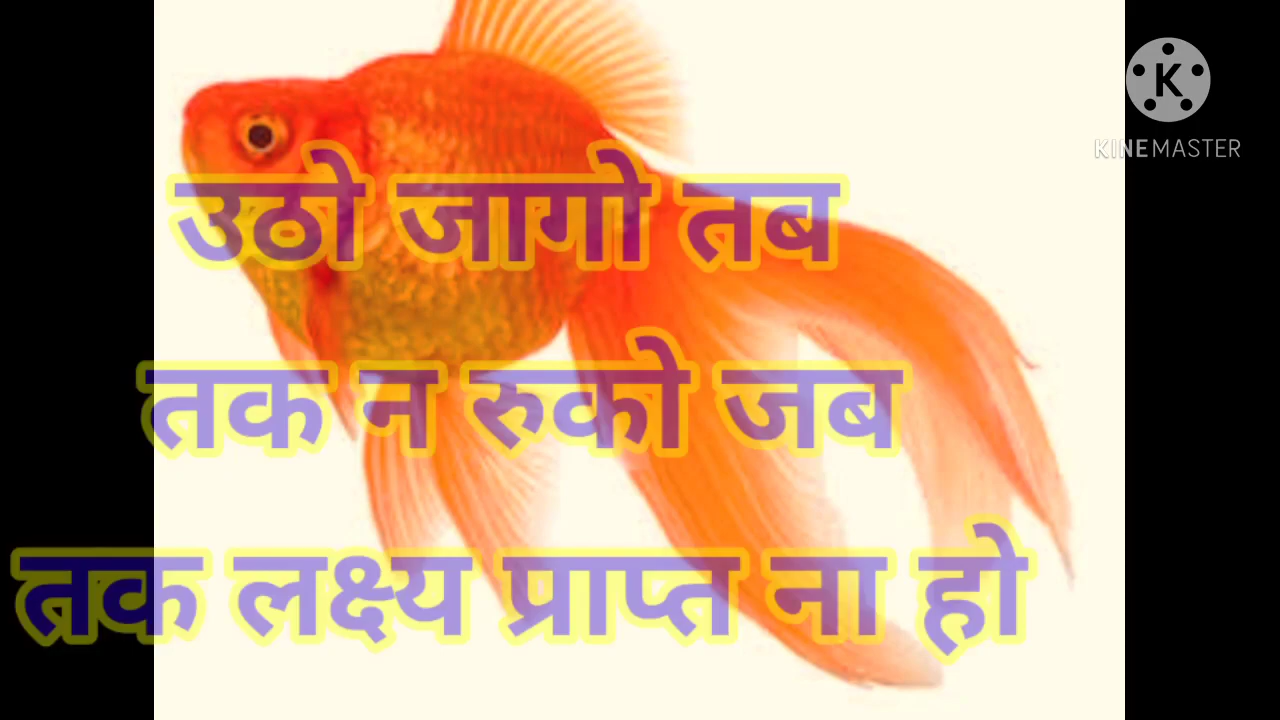 उठो जागो तब
तक न रुको जब
तक लक्ष्य प्राप्त ना हो
K
KINEMASTER